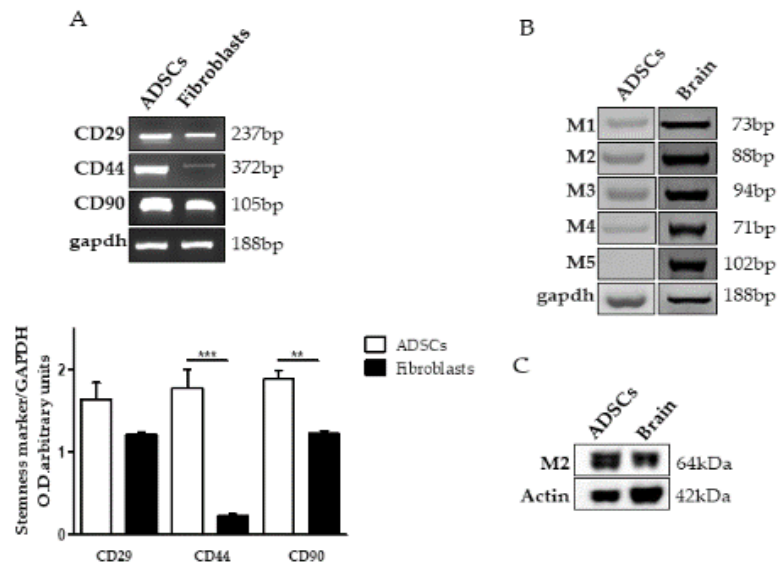 A
ADSCs
Fibroblasts
CD29 237bp
CD44 372bp
CD90 105bp
gapdh 188bp
Stemness marker/GAPDH
O.D.arbitrary units
2
1
0
***
**
CD29 CD44 CD90
ADSCs
Fibroblasts
B
ADSCs
Brain
M1 73bp
M2 88bp
M3 94bp
M4 71bp
M5 102bp
gapdh 188bp
C
ADSCs
Brain
M2 64kDa
Actin 42kDa